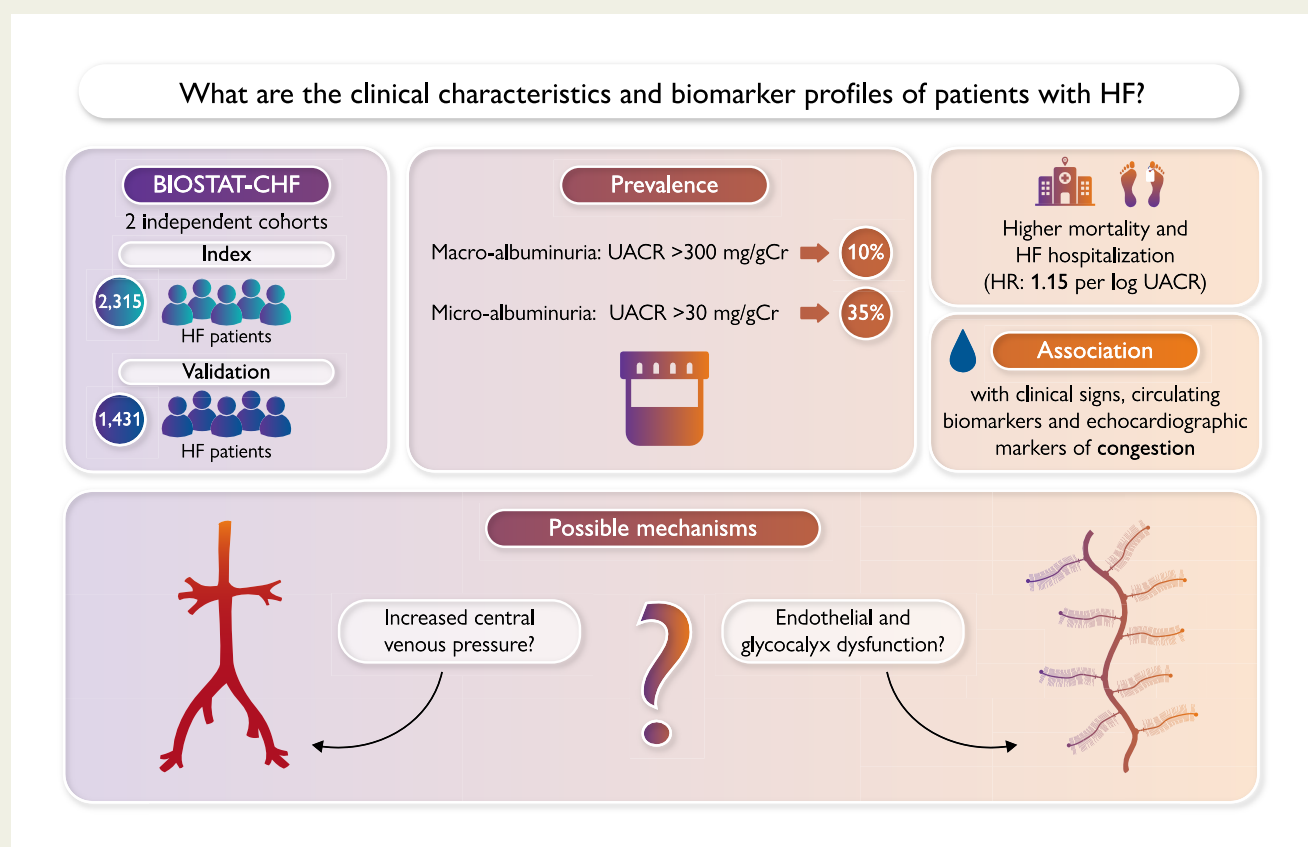 What are the clinical characteristics and biomarker profiles of patients with HF?
BIOSTAT-CHF
2 independent cohorts
Index
2,315
HF patients
Validation
1,431
HF patients
Prevalence
Macro-albuminuria: UACR >300 mg/gCr
10%
Micro-albuminuria: UACR >30 mg/gCr
35%
Higher mortality and
HF hospitalization
(HR: 1.15 per log UACR)
Association
with clinical signs, circulating
biomarkers and echocardiographic
markers of congestion
Possible mechanisms
Increased central
venous pressure?
?
Endothelial and
glycocalyx dysfunction?